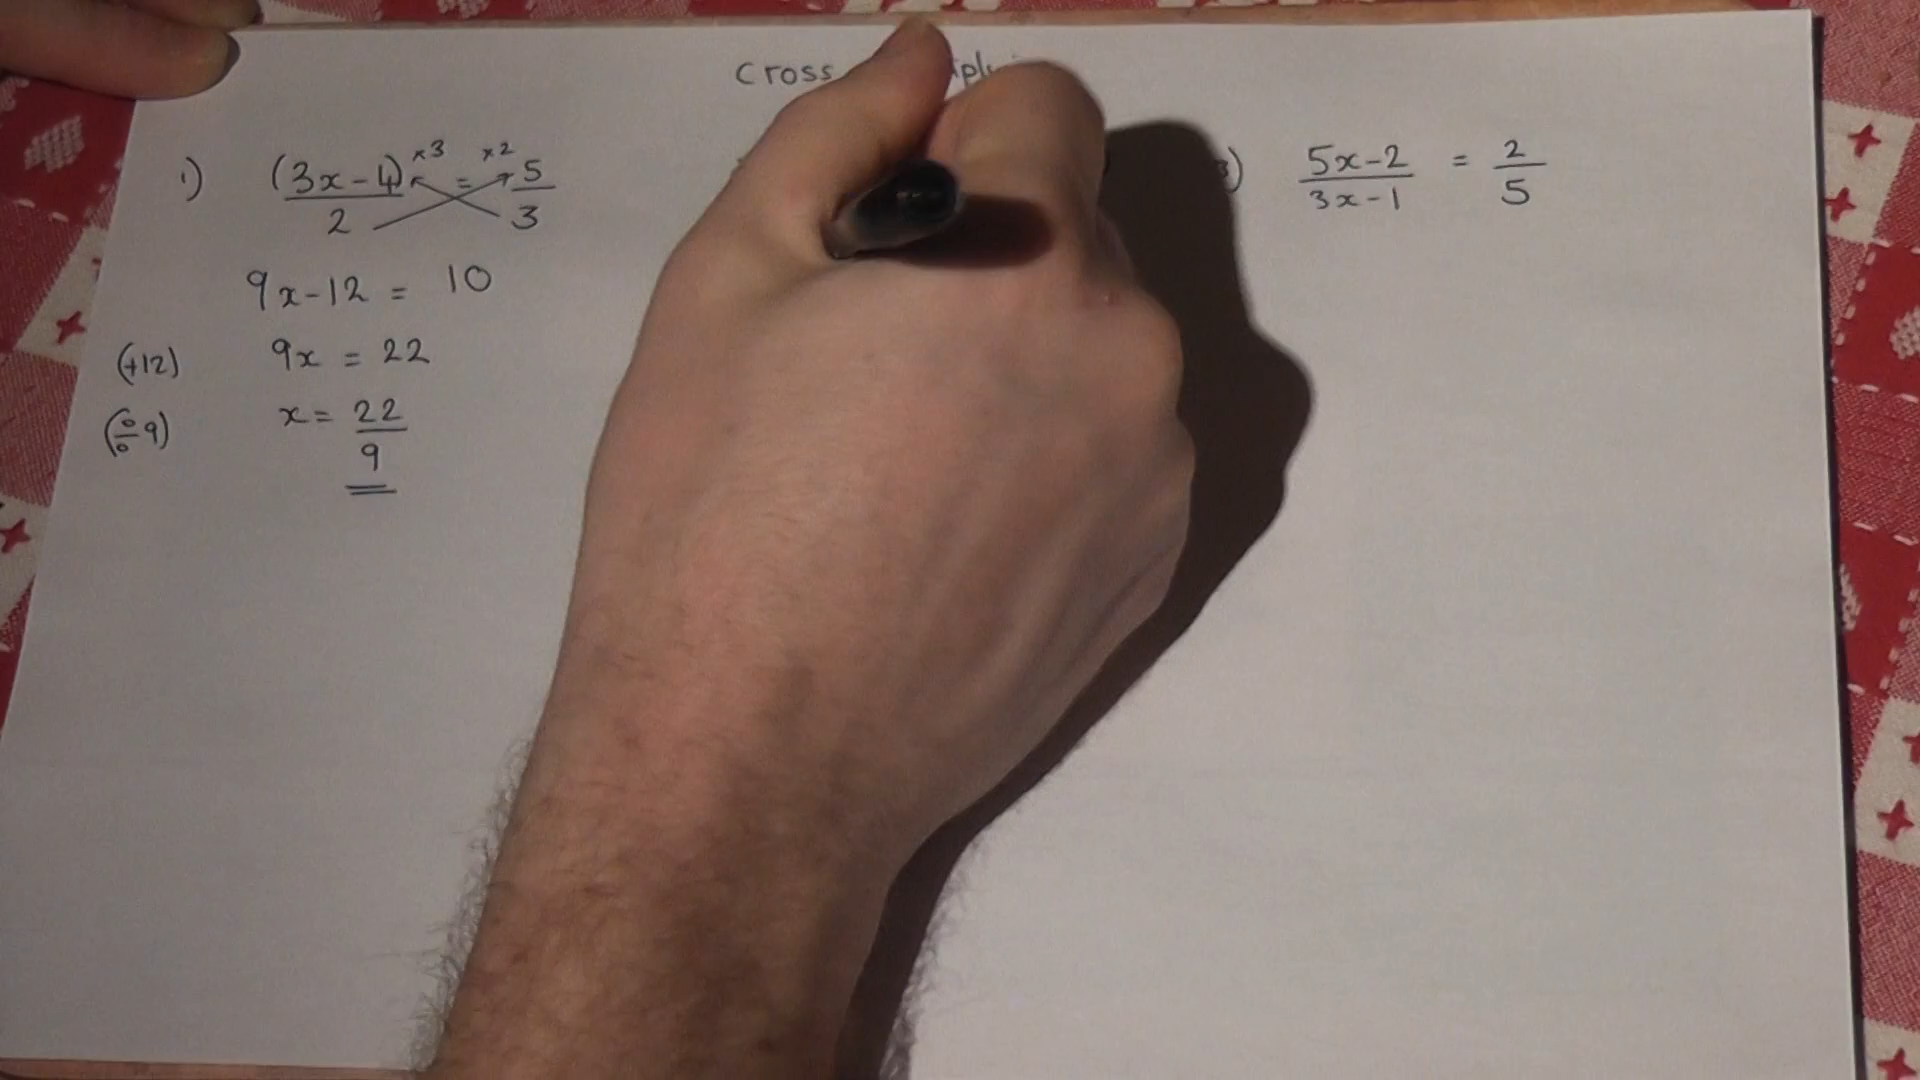 Cross
1) (3x-4) ×3 = ×2 5
2 3
9x-12 = 10
(+12) 9x = 22
(÷9) x = 22
9
3) 5x-2 = 2
3x-1 5